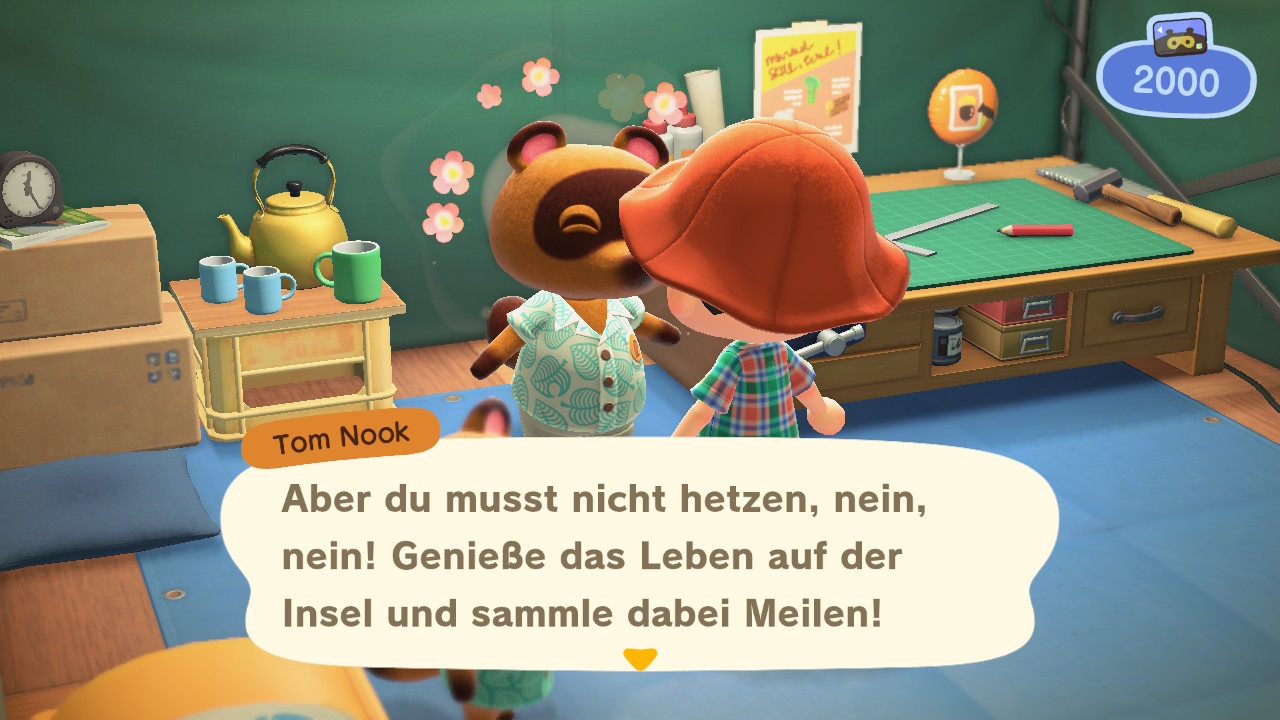 2000
Tom Nook
Aber du musst nicht hetzen, nein,
nein! Genieße das Leben auf der
Insel und sammle dabei Meilen!